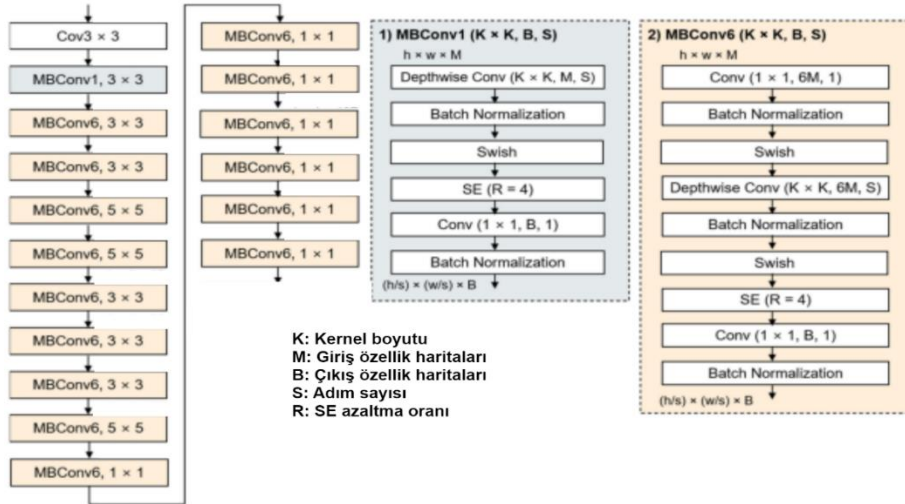 Cov3 × 3
MBConv1, 3 × 3
MBConv6, 3 × 3
MBConv6, 3 × 3
MBConv6, 5 × 5
MBConv6, 5 × 5
MBConv6, 3 × 3
MBConv6, 3 × 3
MBConv6, 3 × 3
MBConv6, 5 × 5
MBConv6, 1 × 1
MBConv6, 1 × 1
MBConv6, 1 × 1
MBConv6, 1 × 1
MBConv6, 1 × 1
MBConv6, 1 × 1
MBConv6, 1 × 1
1) MBConv1 (K × K, B, S)
h × w × M
Depthwise Conv (K × K, M, S)
Batch Normalization
Swish
SE (R = 4)
Conv (1 × 1, B, 1)
Batch Normalization
(h/s) × (w/s) × B
2) MBConv6 (K × K, B, S)
h × w × M
Conv (1 × 1, 6M, 1)
Batch Normalization
Swish
Depthwise Conv (K × K, 6M, S)
Batch Normalization
Swish
SE (R = 4)
Conv (1 × 1, B, 1)
Batch Normalization
(h/s) × (w/s) × B
K: Kernel boyutu
M: Giriş özellik haritaları
B: Çıkış özellik haritaları
S: Adım sayısı
R: SE azaltma oranı